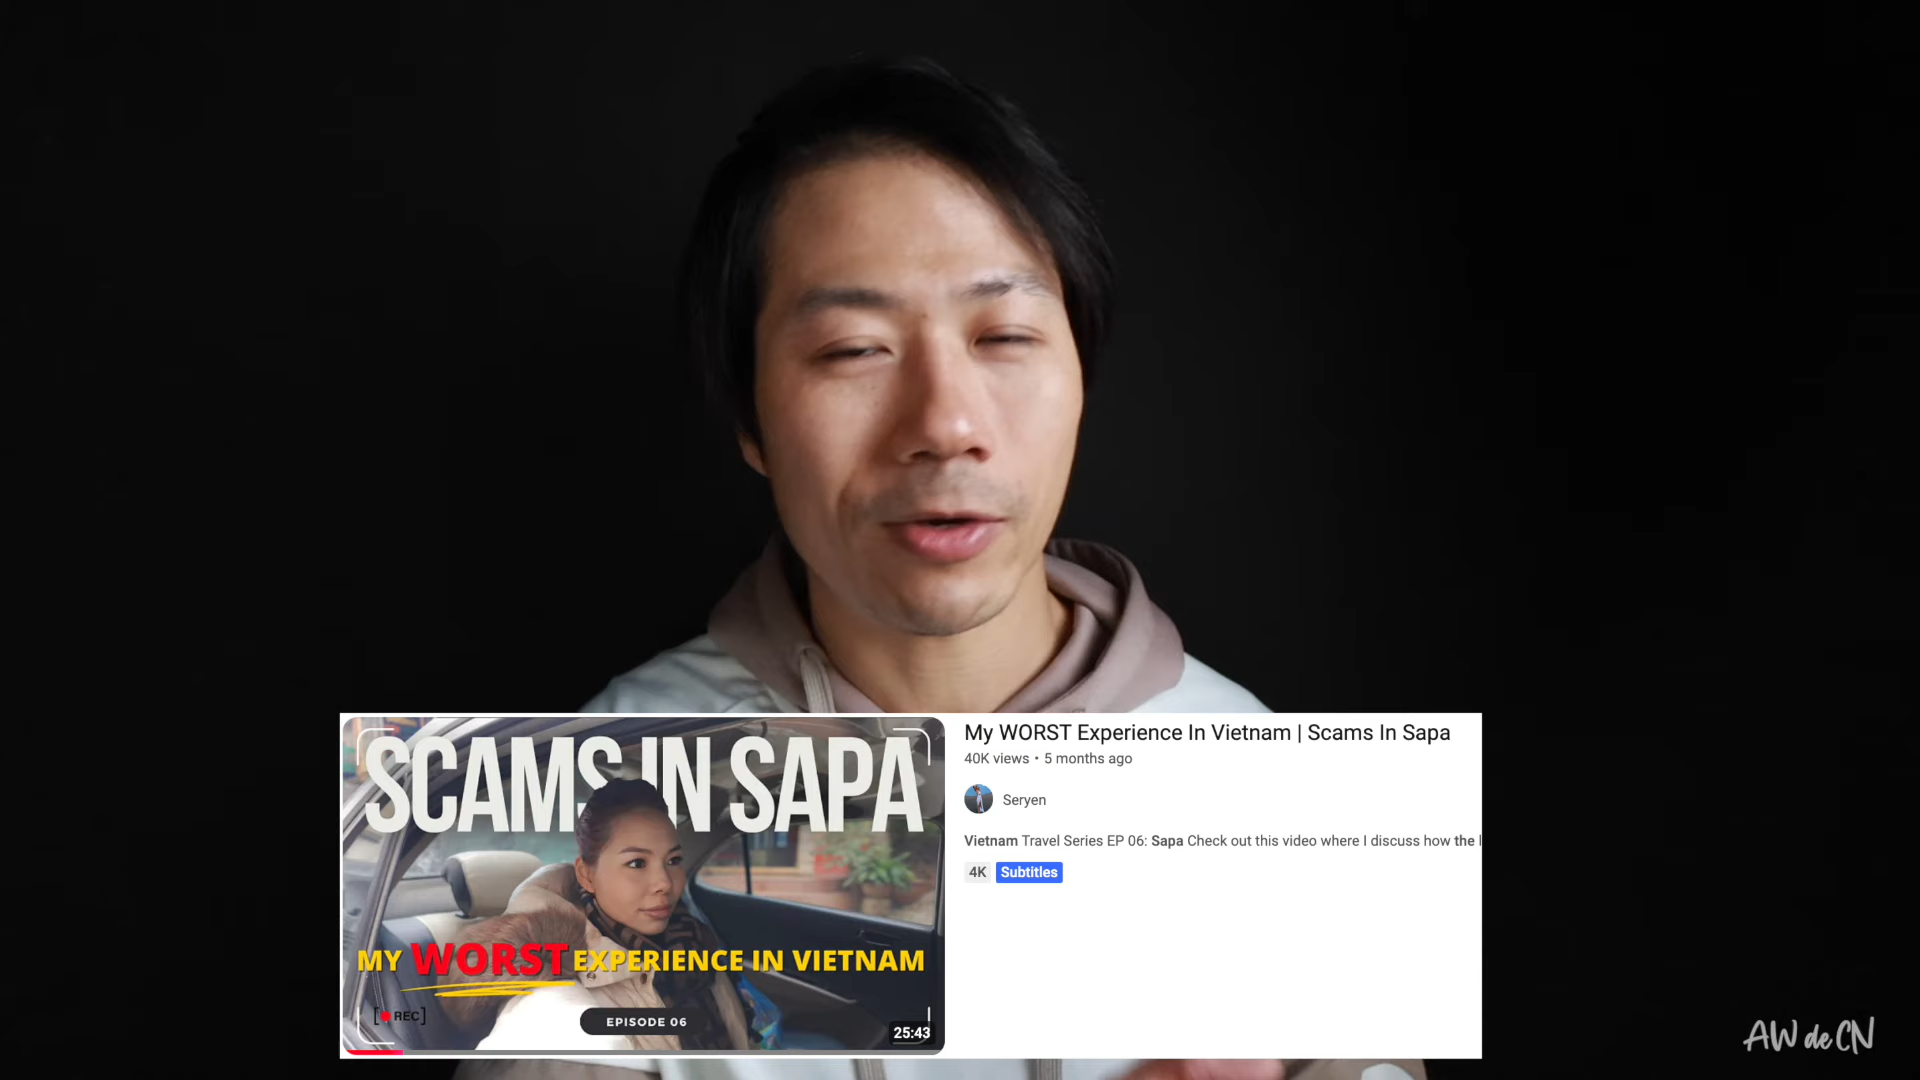 SCAMS IN SAPA
MY WORST EXPERIENCE IN VIETNAM
REC
EPISODE 06
25:43
My WORST Experience In Vietnam | Scams In Sapa
40K views • 5 months ago
Seryen
Vietnam Travel Series EP 06: Sapa Check out this video where I discuss how the l
4K
Subtitles
AW de CN